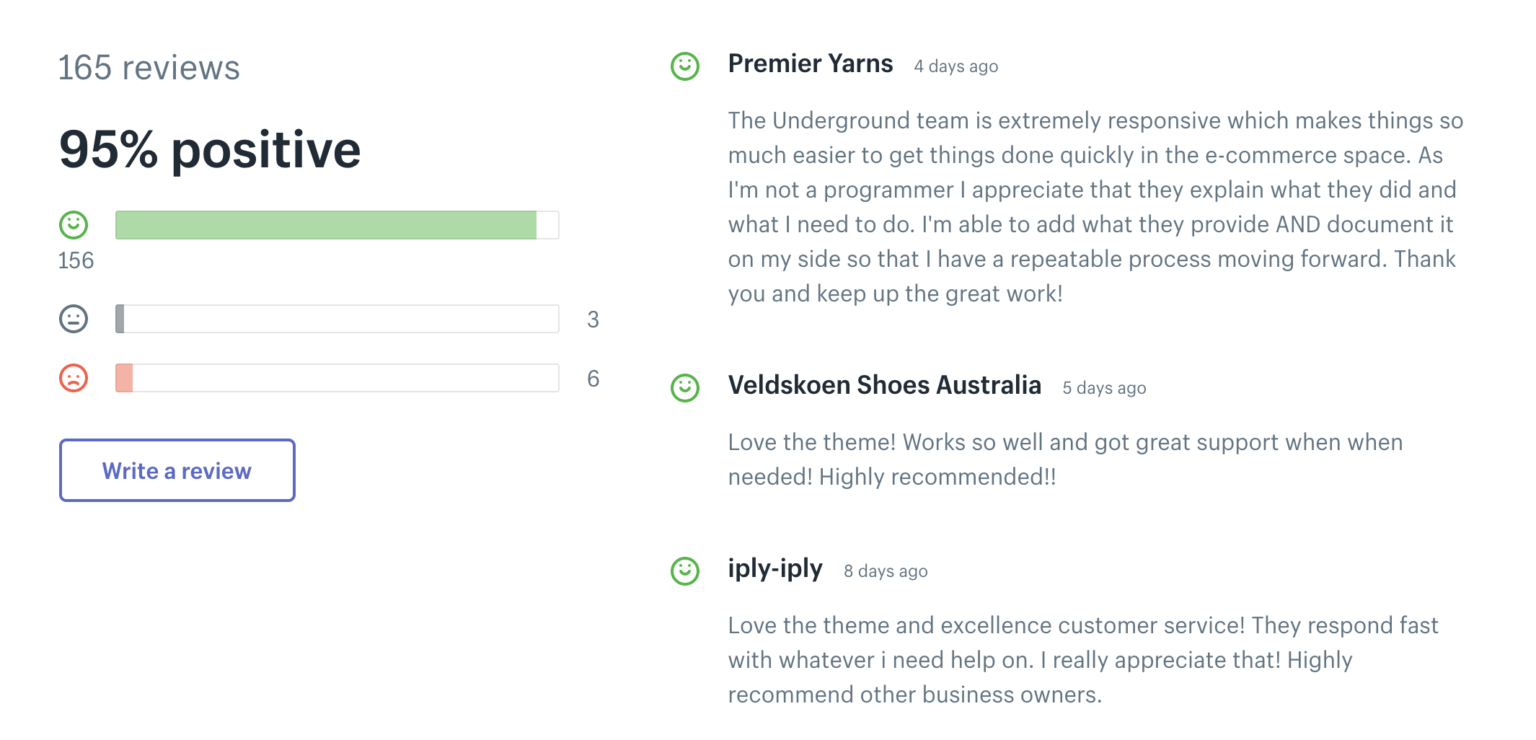 165 reviews
95% positive
156
3
6
Write a review
Premier Yarns 4 days ago
The Underground team is extremely responsive which makes things so
much easier to get things done quickly in the e-commerce space. As
I'm not a programmer I appreciate that they explain what they did and
what I need to do. I'm able to add what they provide AND document it
on my side so that I have a repeatable process moving forward. Thank
you and keep up the great work!
Veldskoen Shoes Australia 5 days ago
Love the theme! Works so well and got great support when when
needed! Highly recommended!!
iply-iply 8 days ago
Love the theme and excellence customer service! They respond fast
with whatever i need help on. I really appreciate that! Highly
recommend other business owners.